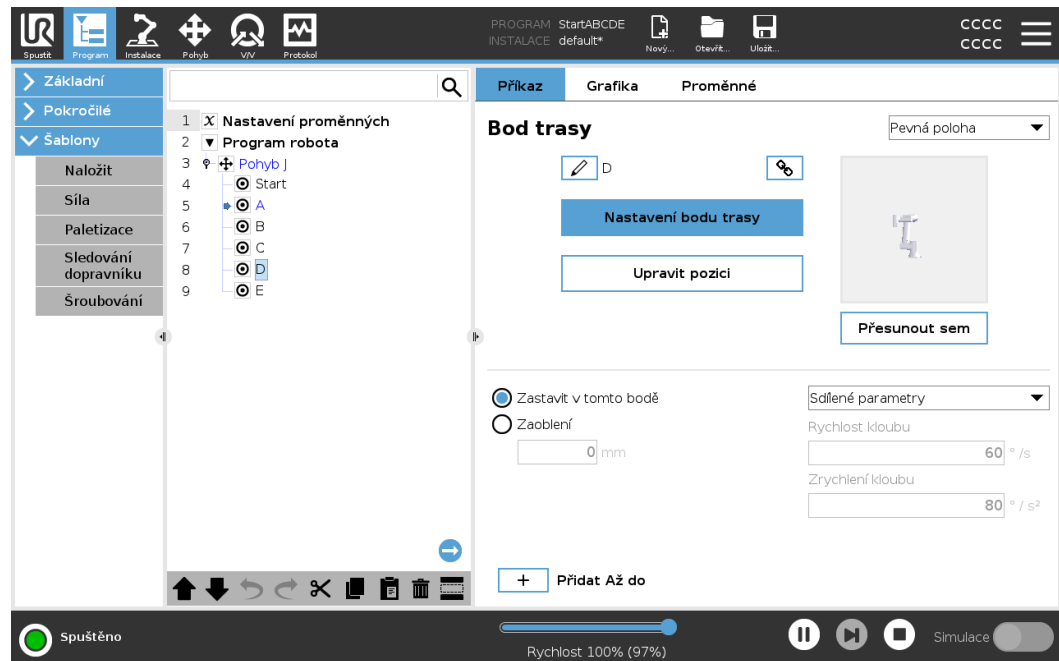 UR
PROGRAM StartABCDE
INSTALACE default*
CCCC
CCCC
Spustit Program Instalace Pohyb V/V Protokol Nový... Otevřít... Uložit...
Základní
Pokročilé
Šablony
Naložit
Síla
Paletizace
Sledování
dopravníku
Šroubování
1 x Nastavení proměnných
2 Program robota
3 Pohyb J
4 Start
5 A
6 B
7 C
8 D
9 E
Příkaz Grafika Proměnné
Bod trasy
Pevná poloha
D
Nastavení bodu trasy
Upravit pozici
Přesunout sem
Zastavit v tomto bodě
Zaoblení
0 mm
Sdílené parametry
Rychlost kloubu
60 ° /s
Zrychlení kloubu
80 ° / s²
+ Přidat Až do
Spuštěno
Rychlost 100% (97%)
Simulace